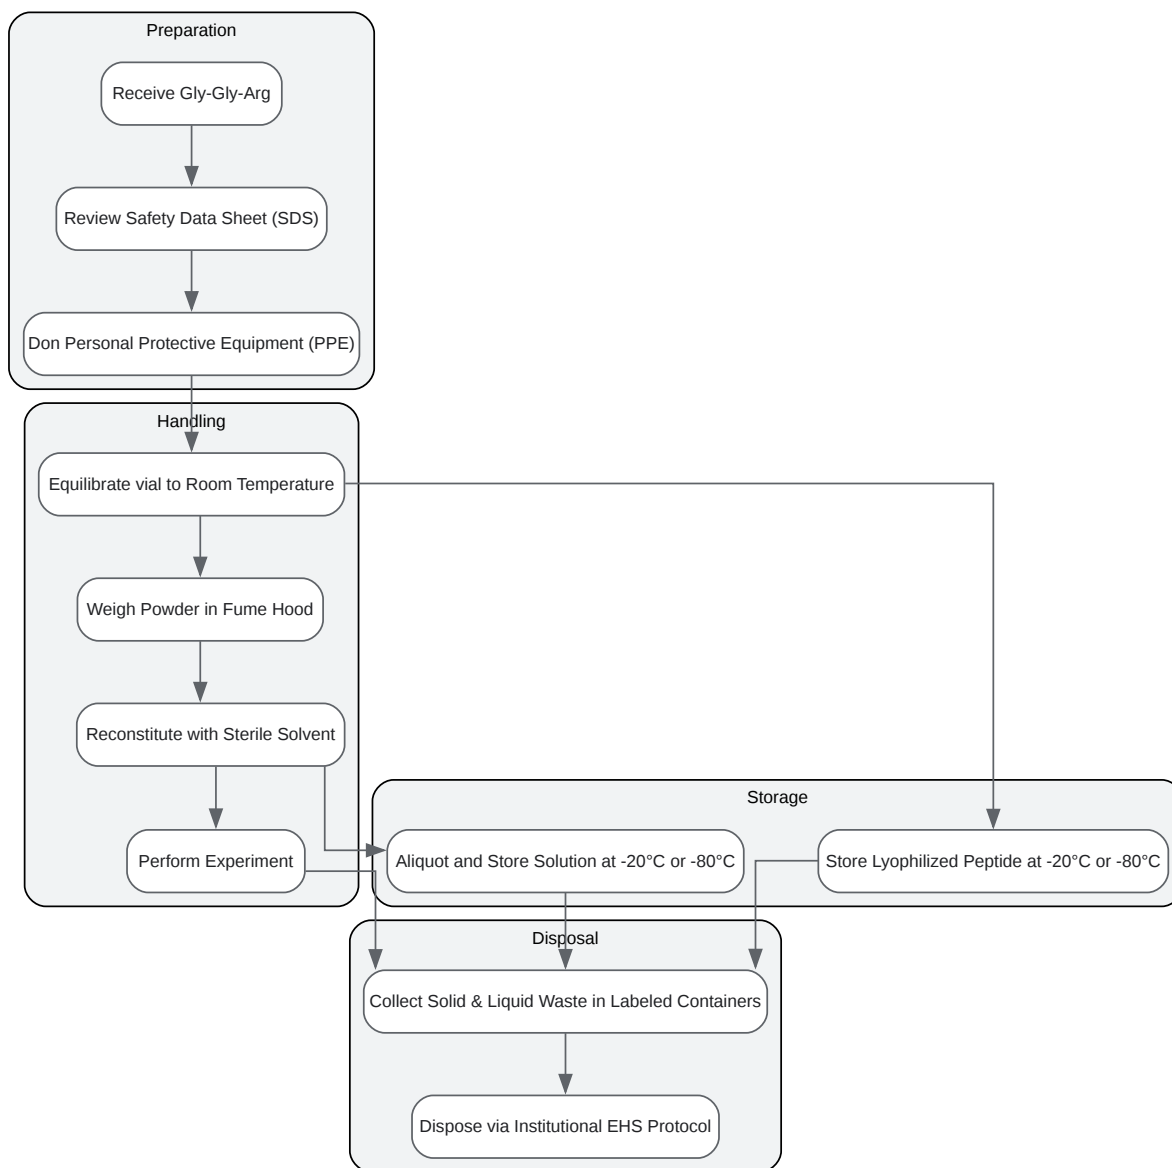 Preparation
Receive Gly-Gly-Arg
Review Safety Data Sheet (SDS)
Don Personal Protective Equipment (PPE)
Handling
Equilibrate vial to Room Temperature
Weigh Powder in Fume Hood
Reconstitute with Sterile Solvent
Perform Experiment
Storage
Aliquot and Store Solution at -20°C or -80°C
Store Lyophilized Peptide at -20°C or -80°C
Disposal
Collect Solid & Liquid Waste in Labeled Containers
Dispose via Institutional EHS Protocol